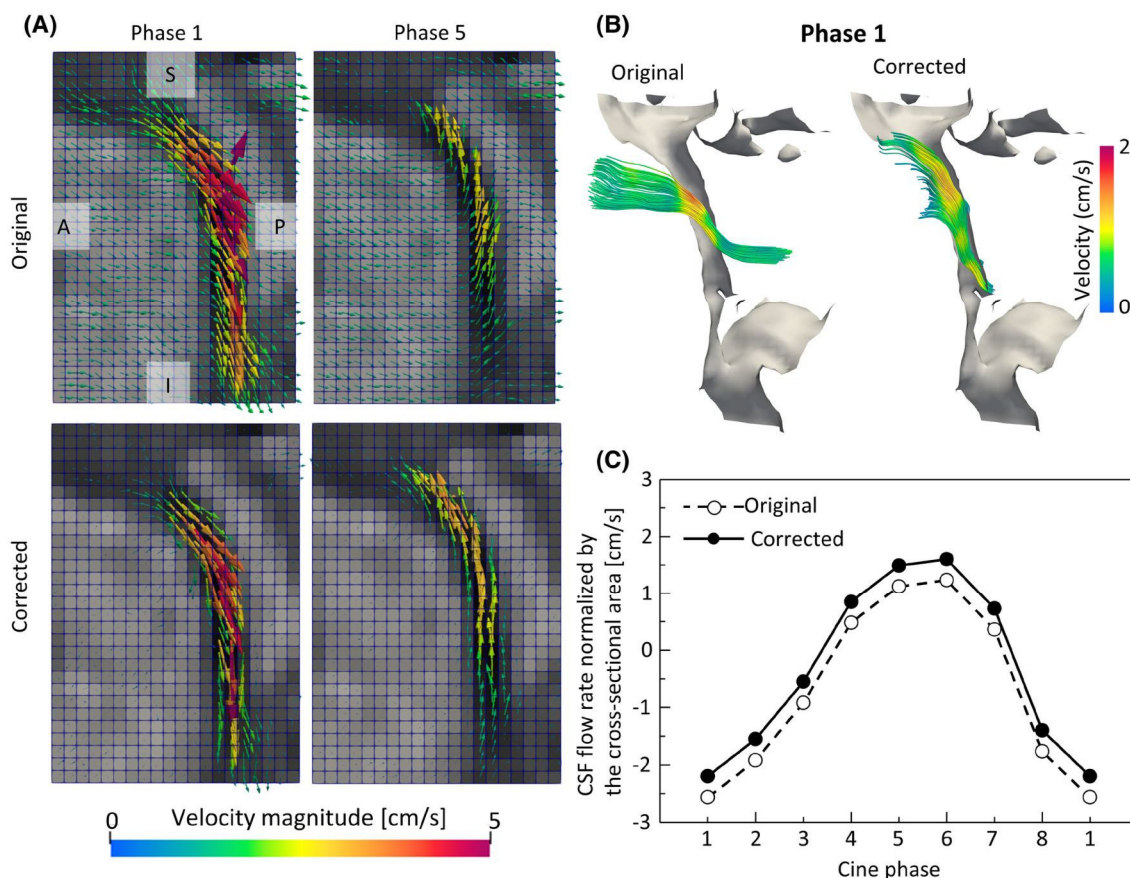 (A)
Phase 1
Phase 5
Original
S
A
P
I
Corrected
0
Velocity magnitude [cm/s]
5
(B)
Phase 1
Original
Corrected
2
Velocity (cm/s)
0
(C)
3
2
1
0
-1
-2
-3
CSF flow rate normalized by
the cross-sectional area [cm/s]
Original
Corrected
1 2 3 4 5 6 7 8 1
Cine phase